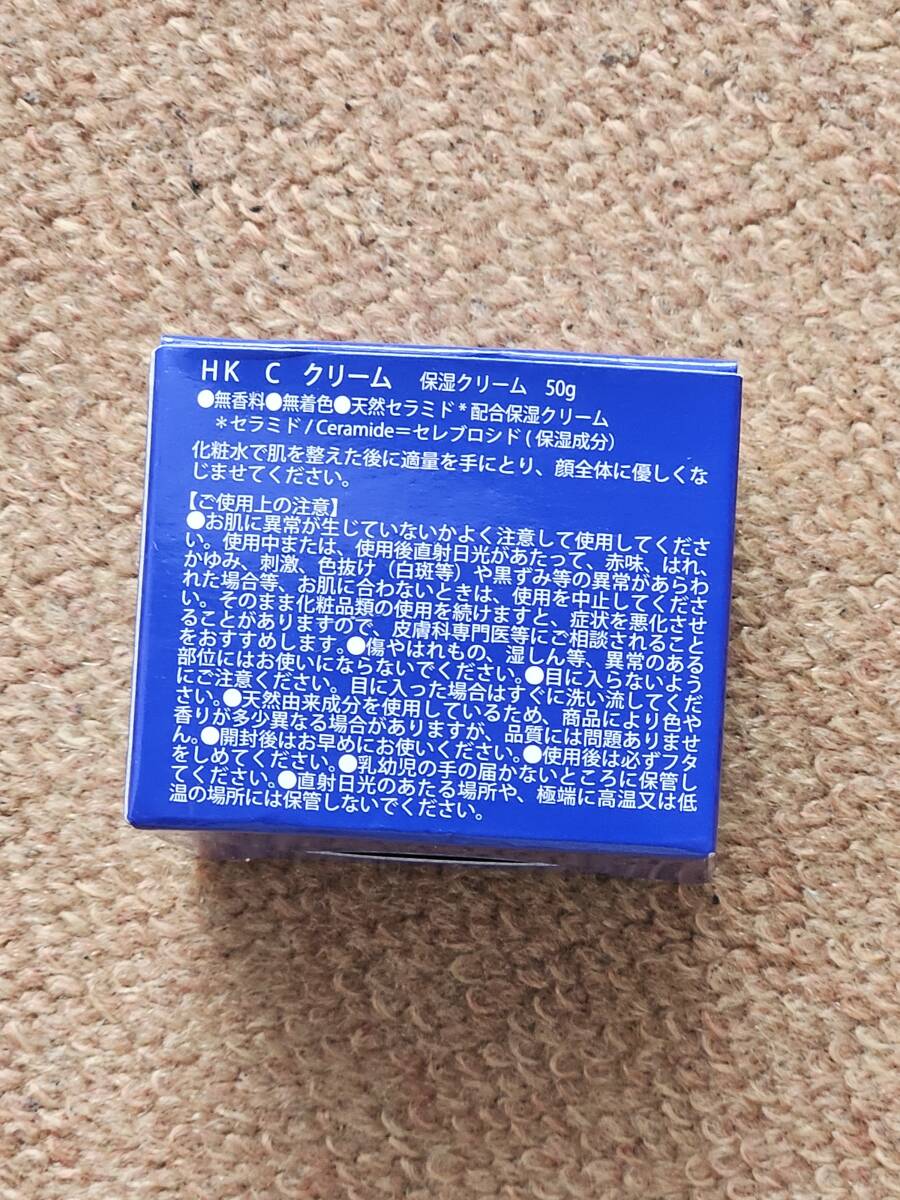 HK C クリーム 保湿クリーム 50g
●無香料●無着色●天然セラミド*配合保湿クリーム
*セラミド/Ceramide=セレブロシド(保湿成分)
化粧水で肌を整えた後に適量を手にとり、顔全体に優しくな
じませてください。
【ご使用上の注意】
●お肌に異常が生じていないかよく注意して使用してくださ
い。使用中または、使用後直射日光があたって、赤味、はれ、
かゆみ、刺激、色抜け(白斑等)や黒ずみ等の異常があらわ
れた場合等、お肌に合わないときは、使用を中止してくださ
い。そのまま化粧品類の使用を続けますと、症状を悪化させ
ることがありますので、皮膚科専門医等にご相談されること
をおすすめします。●傷やはれもの、湿しん等、異常のある
部位にはお使いにならないでください。●目に入らないよう
にご注意ください。目に入った場合はすぐに洗い流してくだ
さい。●天然由来成分を使用しているため、商品により色や
香りが多少異なる場合がありますが、品質には問題ありませ
ん。●開封後はお早めにお使いください。●使用後は必ずフタ
をしめてください。●乳幼児の手の届かないところに保管し
てください。●直射日光のあたる場所や、極端に高温又は低
温の場所には保管しないでください。